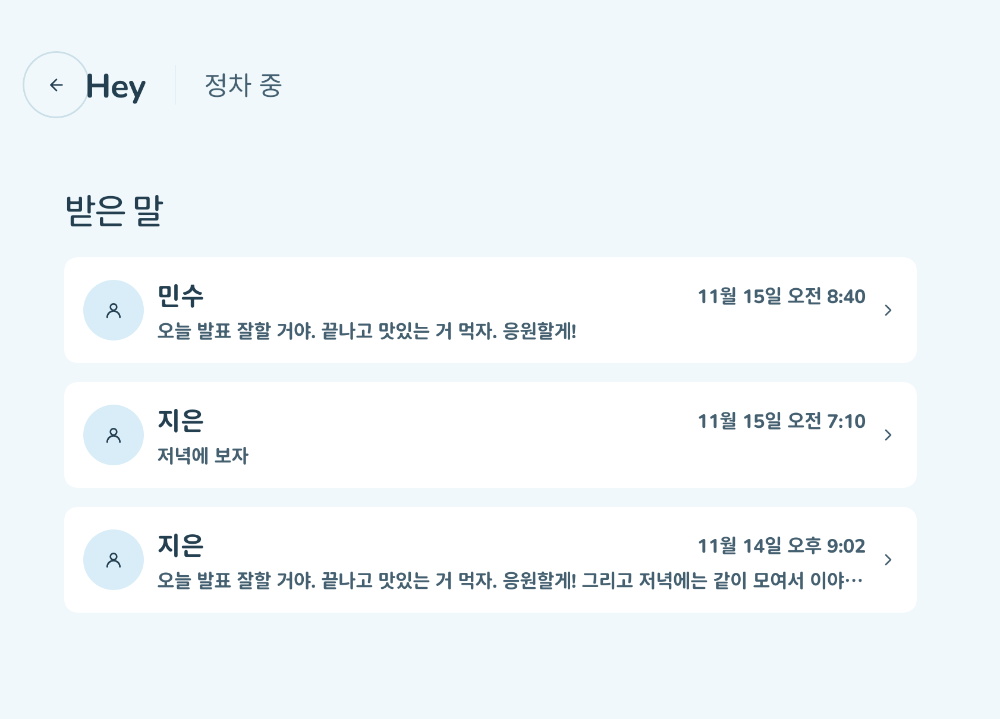 Hey
정차 중
받은 말
민수
11월 15일 오전 8:40
오늘 발표 잘할 거야. 끝나고 맛있는 거 먹자. 응원할게!
지은
11월 15일 오전 7:10
저녁에 보자
지은
11월 14일 오후 9:02
오늘 발표 잘할 거야. 끝나고 맛있는 거 먹자. 응원할게! 그리고 저녁에는 같이 모여서 이야…